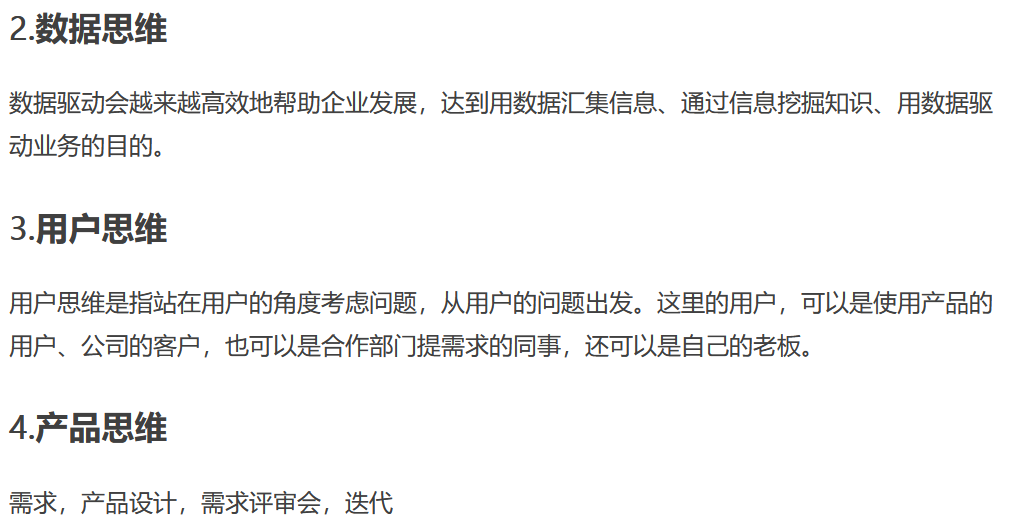 2.数据思维
数据驱动会越来越高效地帮助企业发展，达到用数据汇集信息、通过信息挖掘知识、用数据驱
动业务的目的。
3.用户思维
用户思维是指站在用户的角度考虑问题，从用户的问题出发。这里的用户，可以是使用产品的
用户、公司的客户，也可以是合作部门提需求的同事，还可以是自己的老板。
4.产品思维
需求，产品设计，需求评审会，迭代